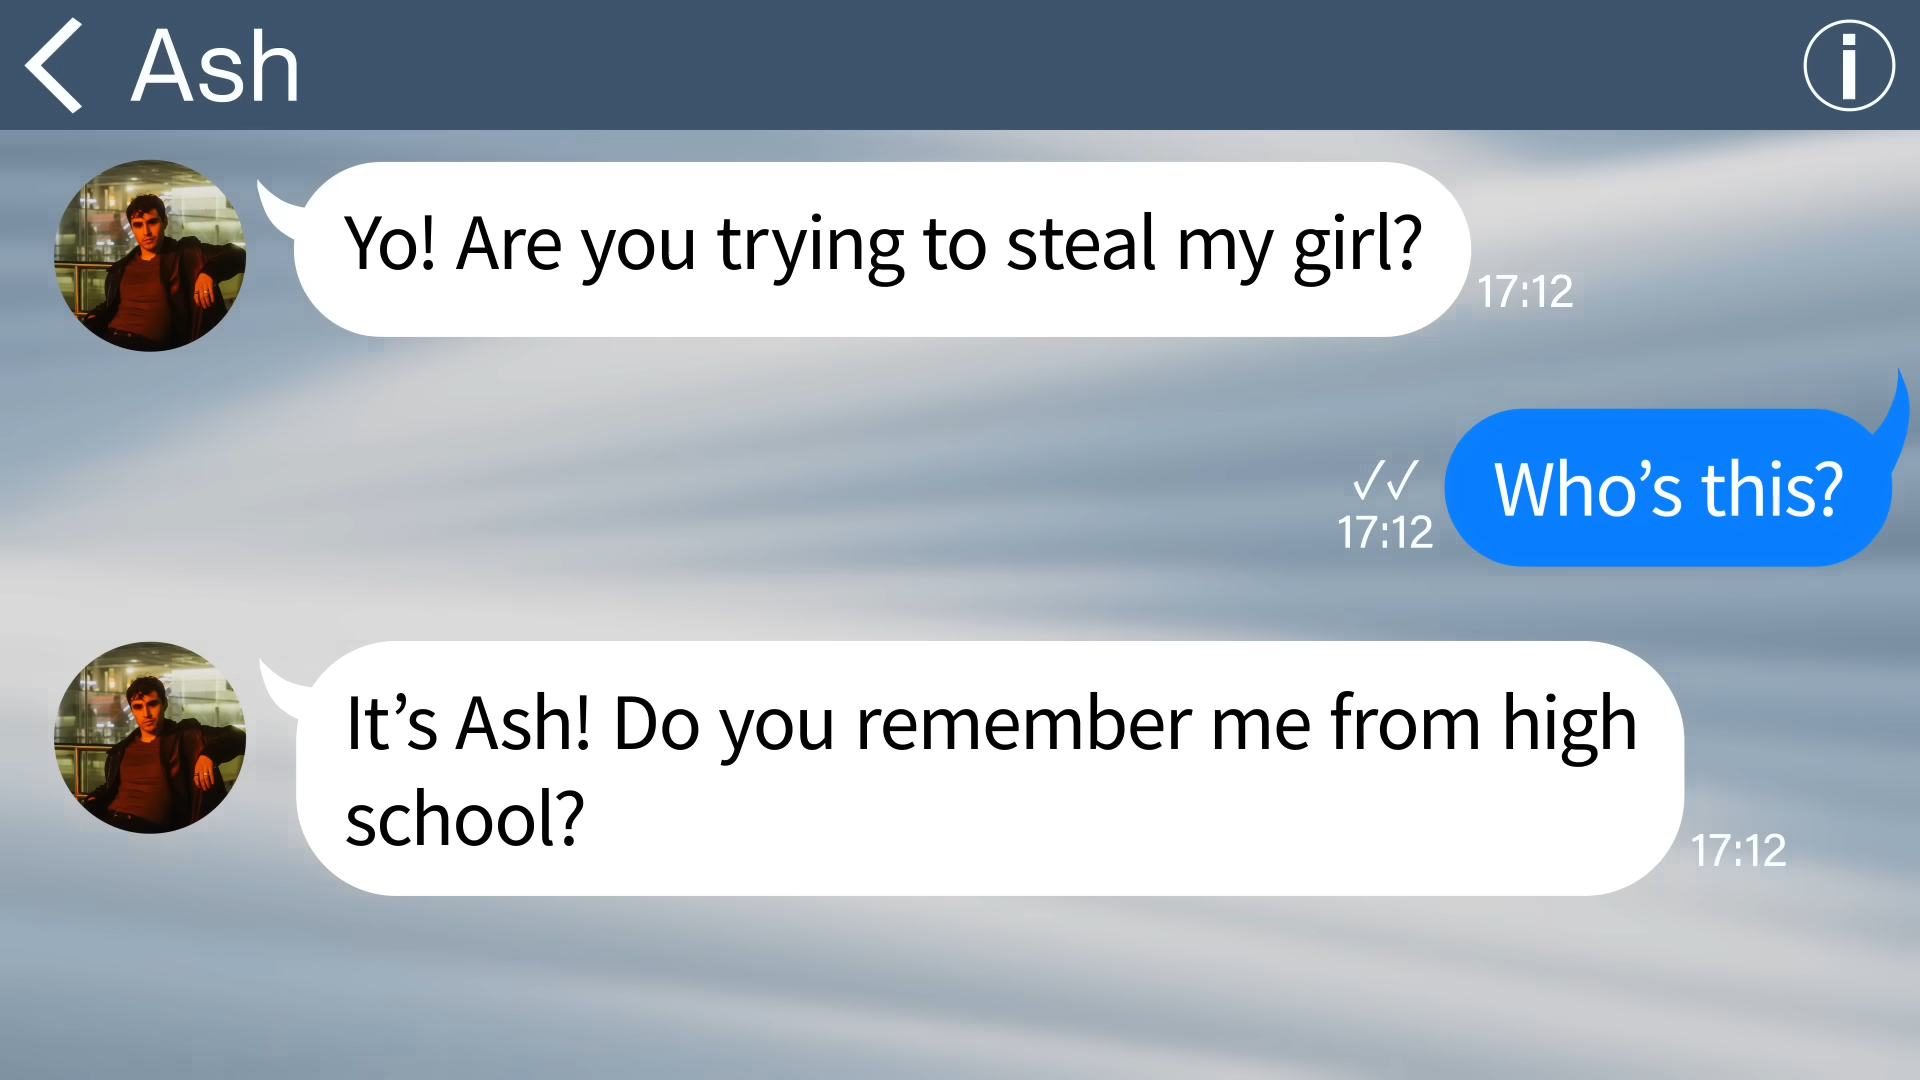 Ash
Yo! Are you trying to steal my girl?
17:12
Who’s this?
17:12
It’s Ash! Do you remember me from high
school?
17:12